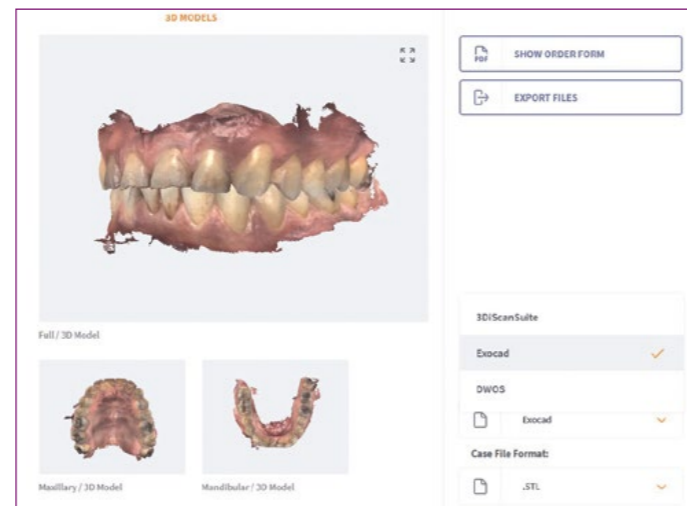 3D MODELS
PDF
SHOW ORDER FORM
EXPORT FILES
Full / 3D Model
Maxillary / 3D Model
Mandibular / 3D Model
3DiScanSuite
Exocad
DWOS
Exocad
Case File Format:
.STL